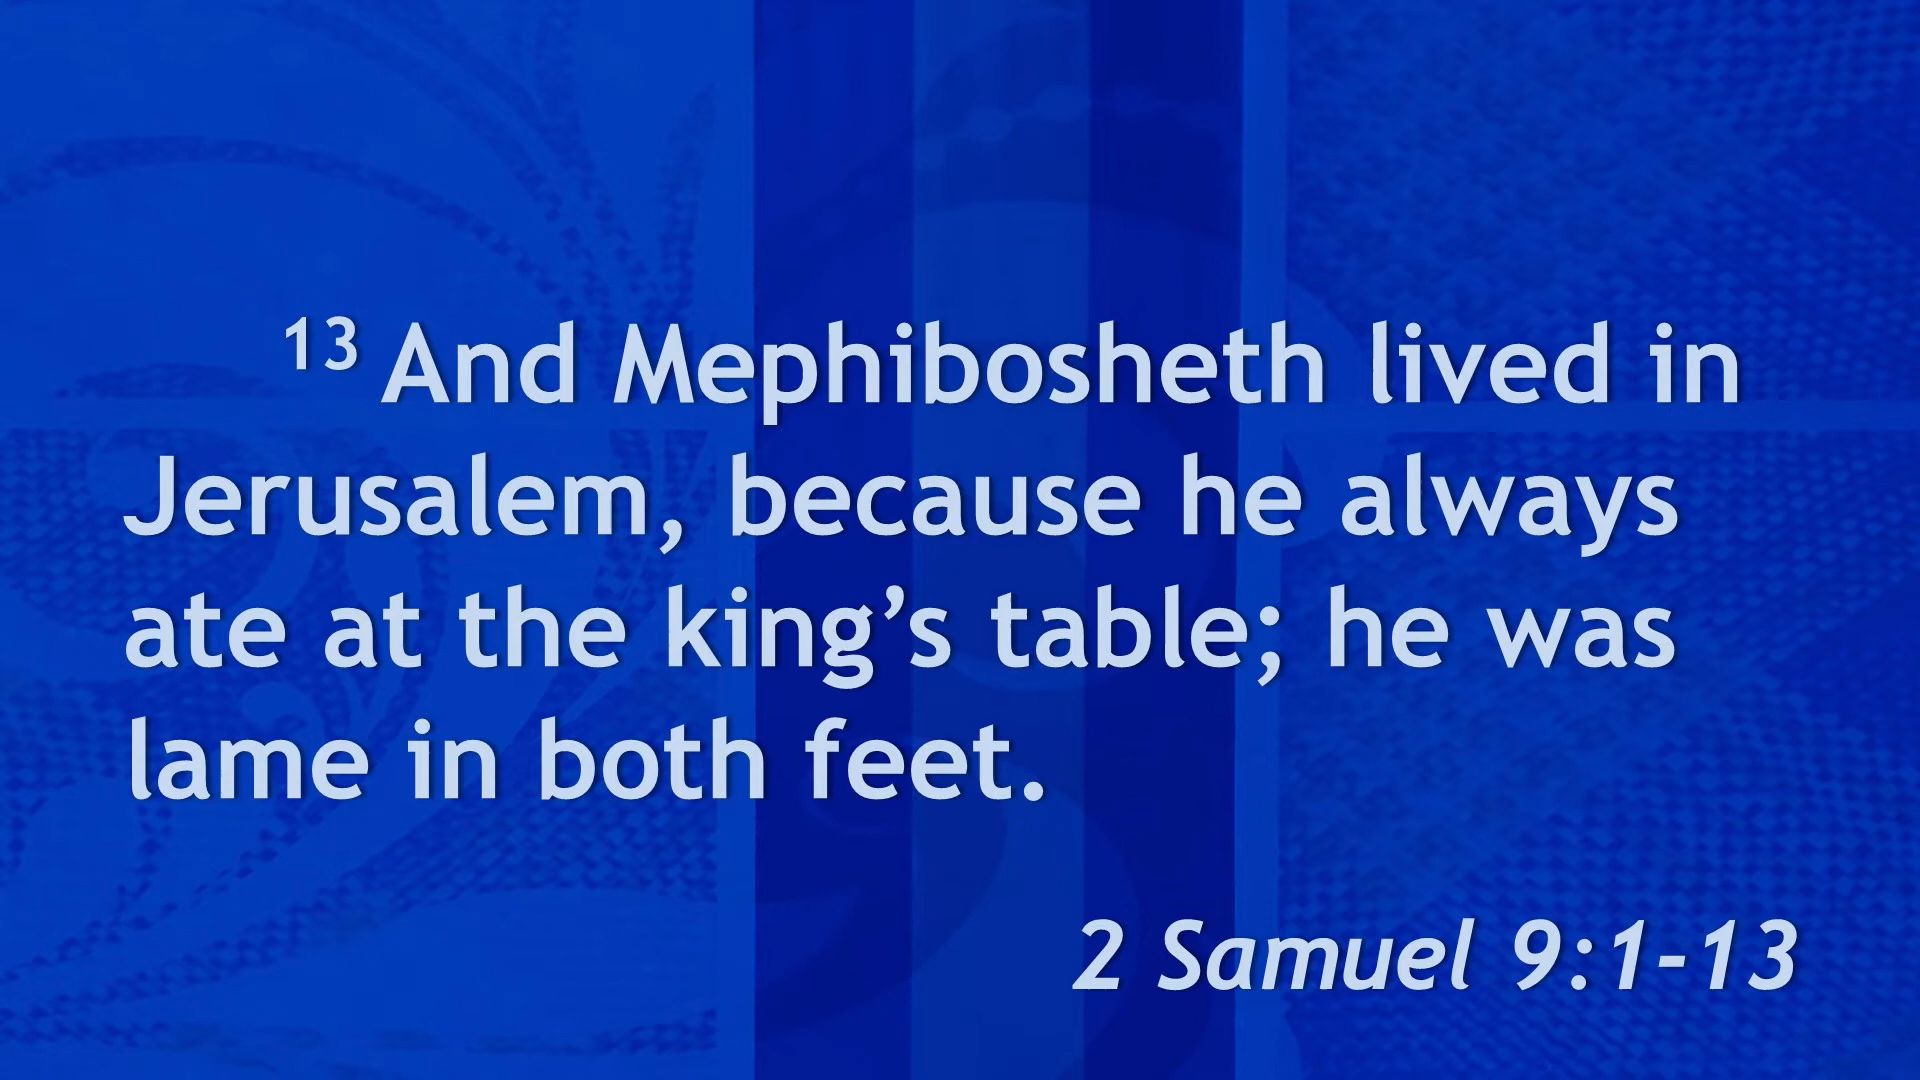 13 And Mephibosheth lived in
Jerusalem, because he always
ate at the king’s table; he was
lame in both feet.
2 Samuel 9:1-13